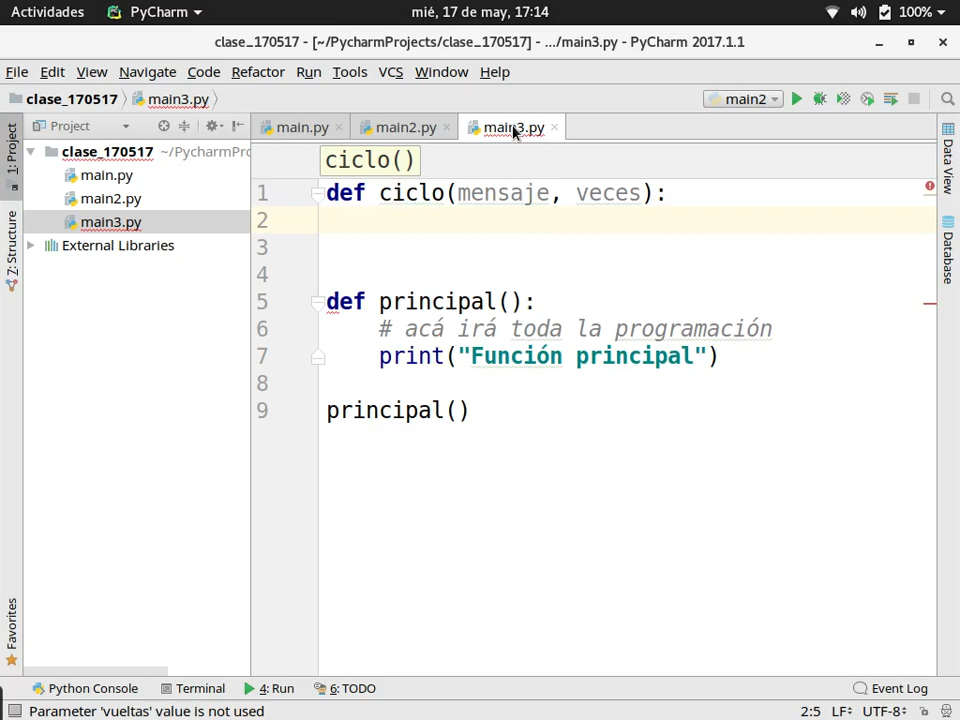 Actividades PyCharm mié, 17 de may, 17:14 100%
clase_170517 - [~/PycharmProjects/clase_170517] - .../main3.py - PyCharm 2017.1.1
File Edit View Navigate Code Refactor Run Tools VCS Window Help
clase_170517 main3.py main2
Project main.py main2.py main3.py
1: Project
7: Structure
Favorites
clase_170517 ~/PycharmPro
main.py
main2.py
main3.py
External Libraries
ciclo()
1 def ciclo(mensaje, veces):
2
3
4
5 def principal():
6 # acá irá toda la programación
7 print("Función principal")
8
9 principal()
Data View
Database
Python Console Terminal 4: Run 6: TODO Event Log
Parameter 'vueltas' value is not used 2:5 LF UTF-8